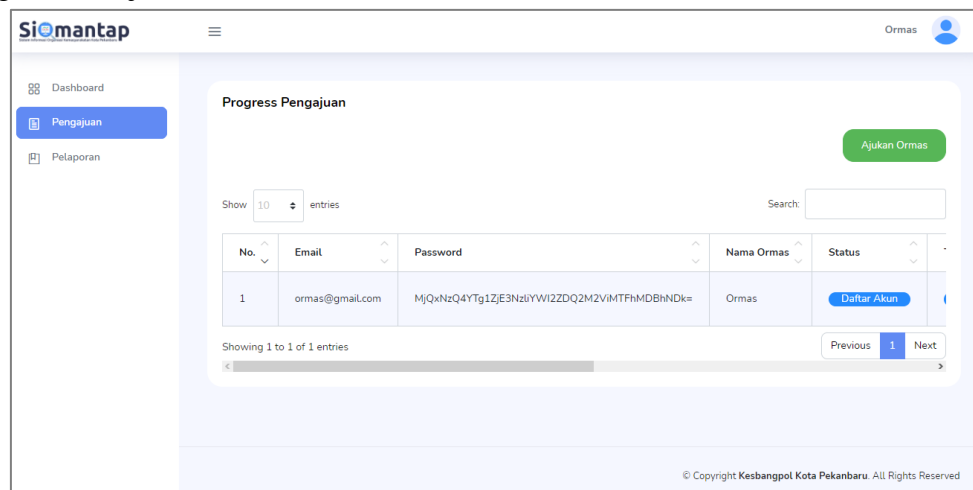 SiOmantap
Ormas
Dashboard
Pengajuan
Pelaporan
Progress Pengajuan
Ajukan Ormas
Show 10 entries
Search:
No. Email Password Nama Ormas Status
1 ormas@gmail.com MjQxNzQ4YTg1ZjE3NzliYWI2ZDQ2M2ViMTFhMDBhNDk= Ormas Daftar Akun
Showing 1 to 1 of 1 entries
Previous 1 Next
© Copyright Kesbangpol Kota Pekanbaru. All Rights Reserved